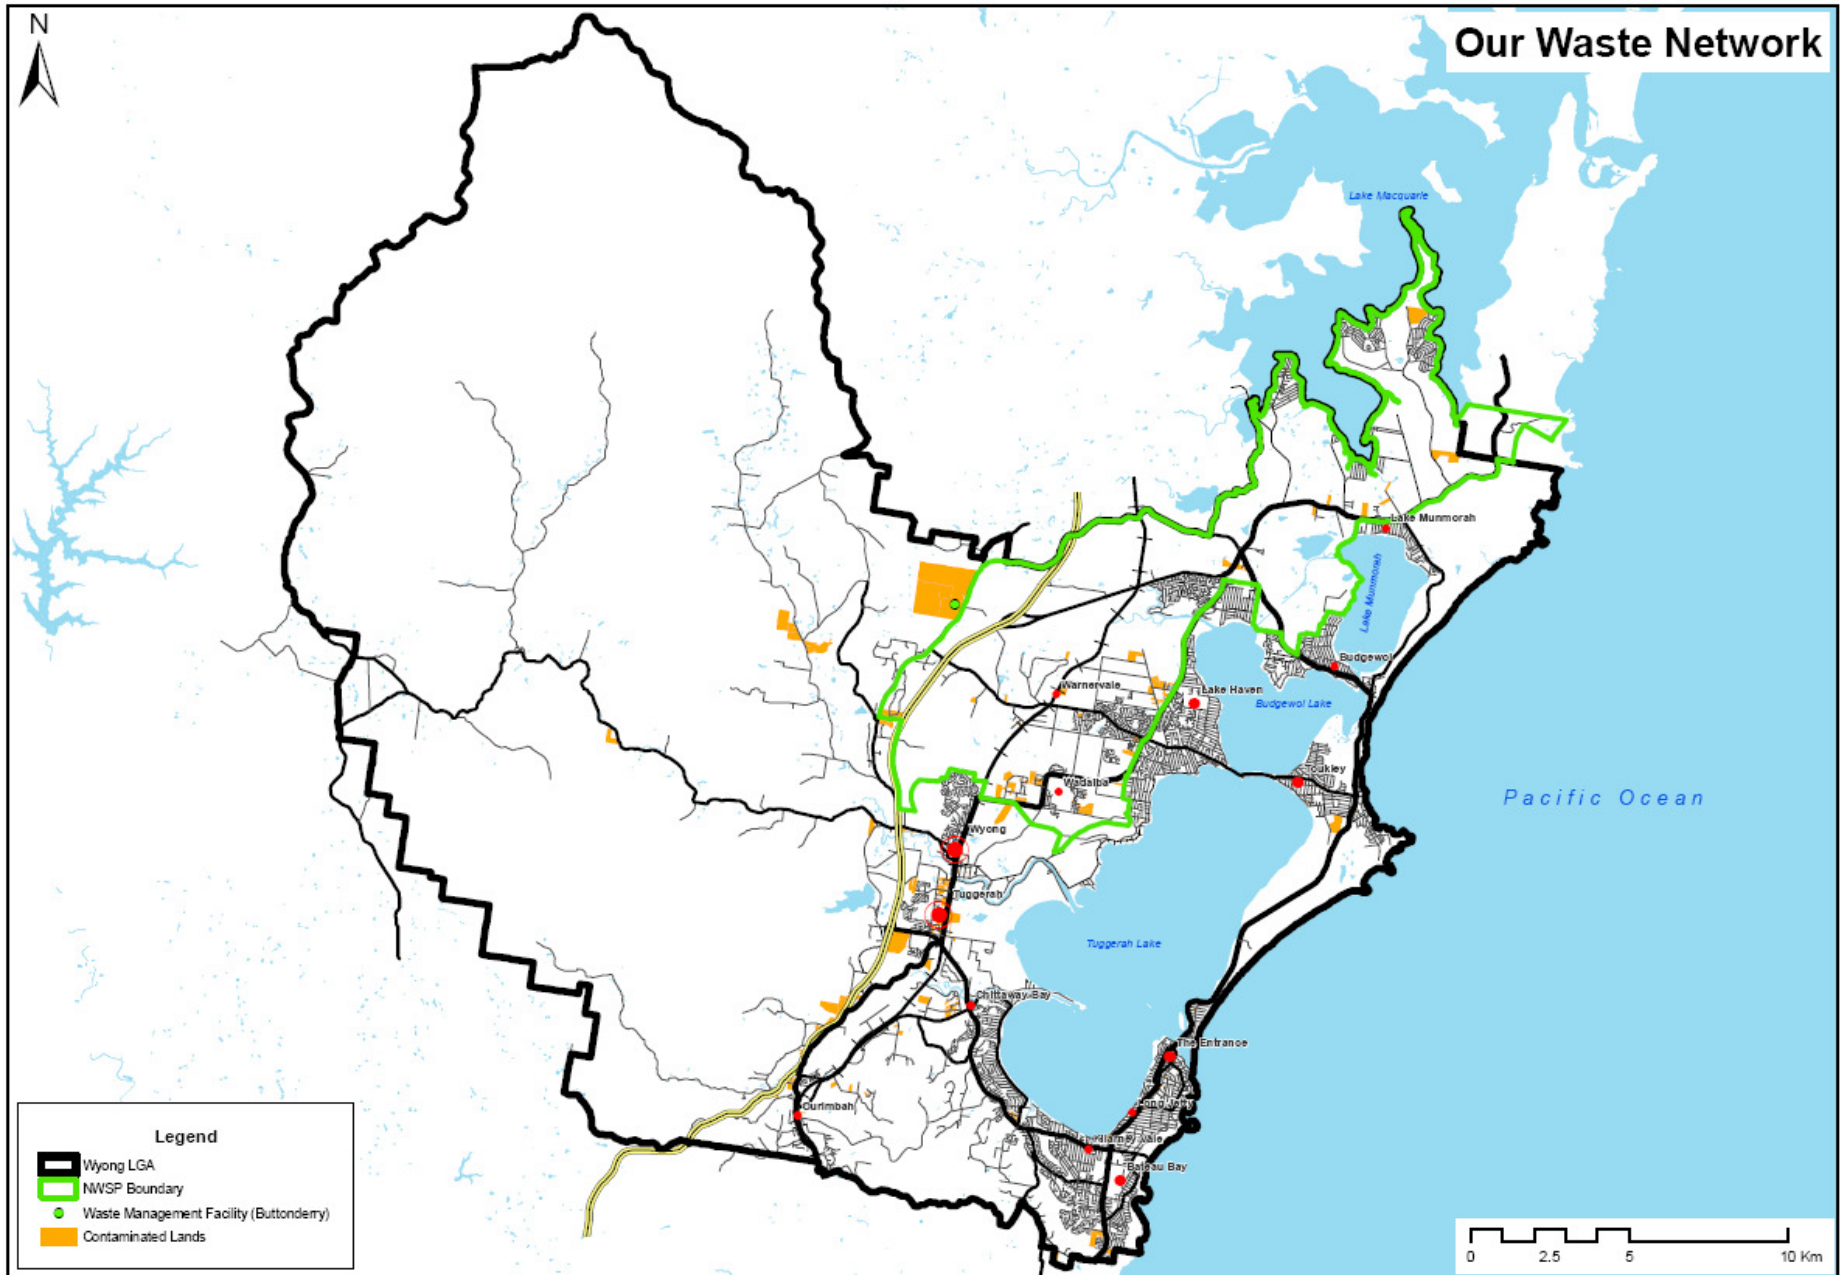 N
Our Waste Network
Lake Macquarie
Lake Munmorah
Lake Munmorah
Budgewoi
Warnervale
Lake Haven
Budgewoi Lake
Toukley
Wadalba
Pacific Ocean
Wyong
Tuggerah
Tuggerah Lake
Chittaway Bay
The Entrance
Long Jetty
Ourimbah
Killarney Vale
Bateau Bay
Legend
Wyong LGA
NWSP Boundary
Waste Management Facility (Buttonderry)
Contaminated Lands
0 2.5 5 10 Km